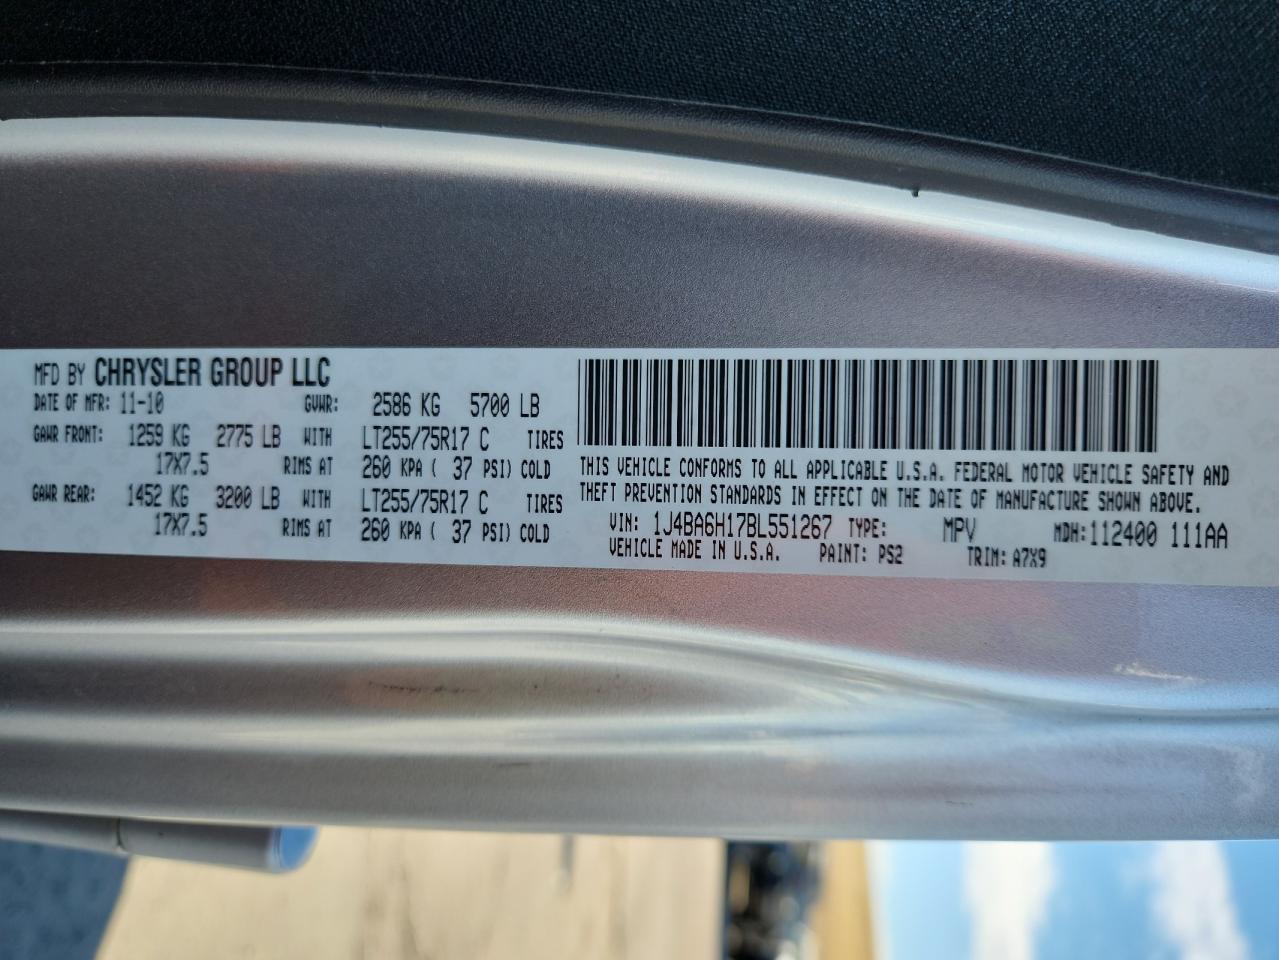 MFD BY CHRYSLER GROUP LLC
DATE OF MFR: 11-10 GVWR: 2586 KG 5700 LB
GAWR FRONT: 1259 KG 2775 LB WITH LT255/75R17 C TIRES
17X7.5 RIMS AT 260 KPA ( 37 PSI) COLD
GAWR REAR: 1452 KG 3200 LB WITH LT255/75R17 C TIRES
17X7.5 RIMS AT 260 KPA ( 37 PSI) COLD
THIS VEHICLE CONFORMS TO ALL APPLICABLE U.S.A. FEDERAL MOTOR VEHICLE SAFETY AND
THEFT PREVENTION STANDARDS IN EFFECT ON THE DATE OF MANUFACTURE SHOWN ABOVE.
VIN: 1J4BA6H17BL551267 TYPE: MPV MDH:112400 111AA
VEHICLE MADE IN U.S.A. PAINT: PS2 TRIM: A7X9